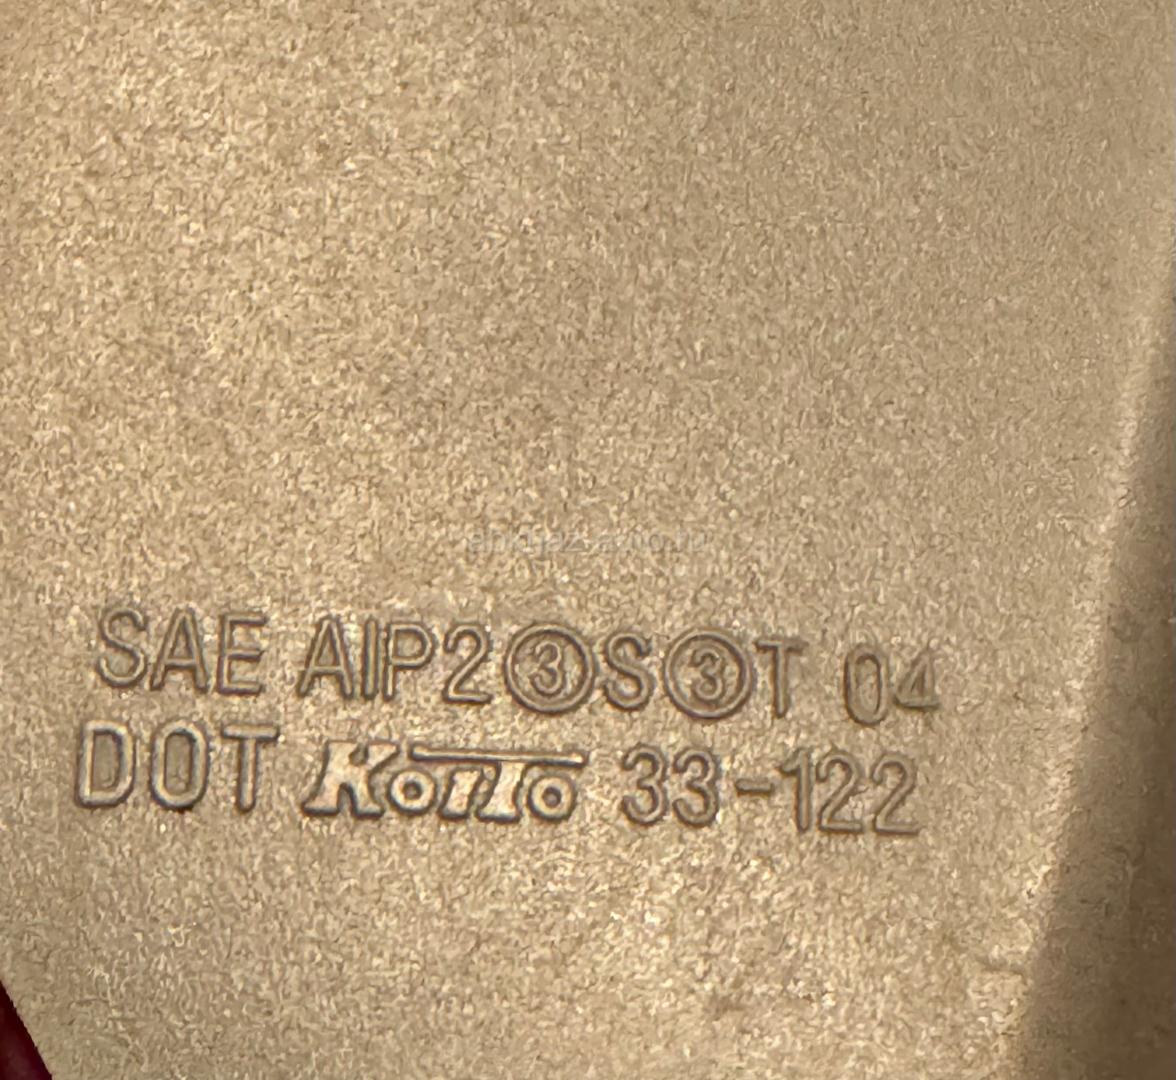 SAE AIP2③S③T 04
DOT KOITO 33-122